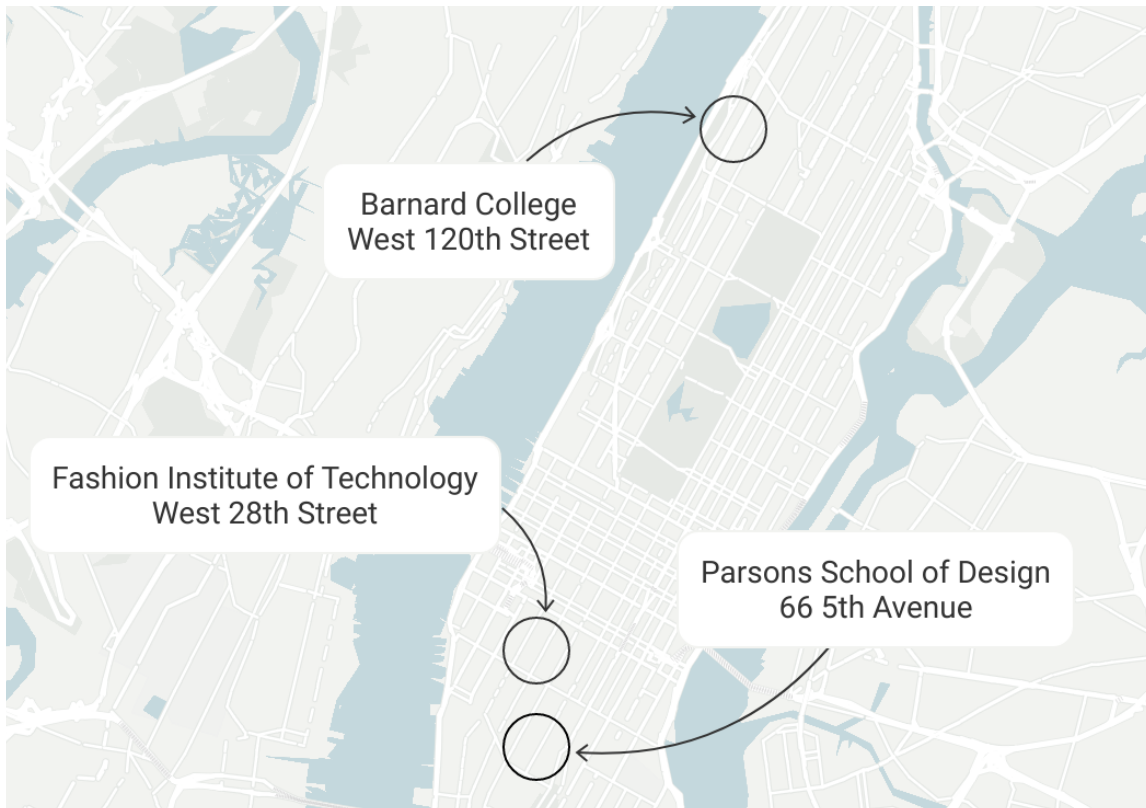 Barnard College
West 120th Street
Fashion Institute of Technology
West 28th Street
Parsons School of Design
66 5th Avenue